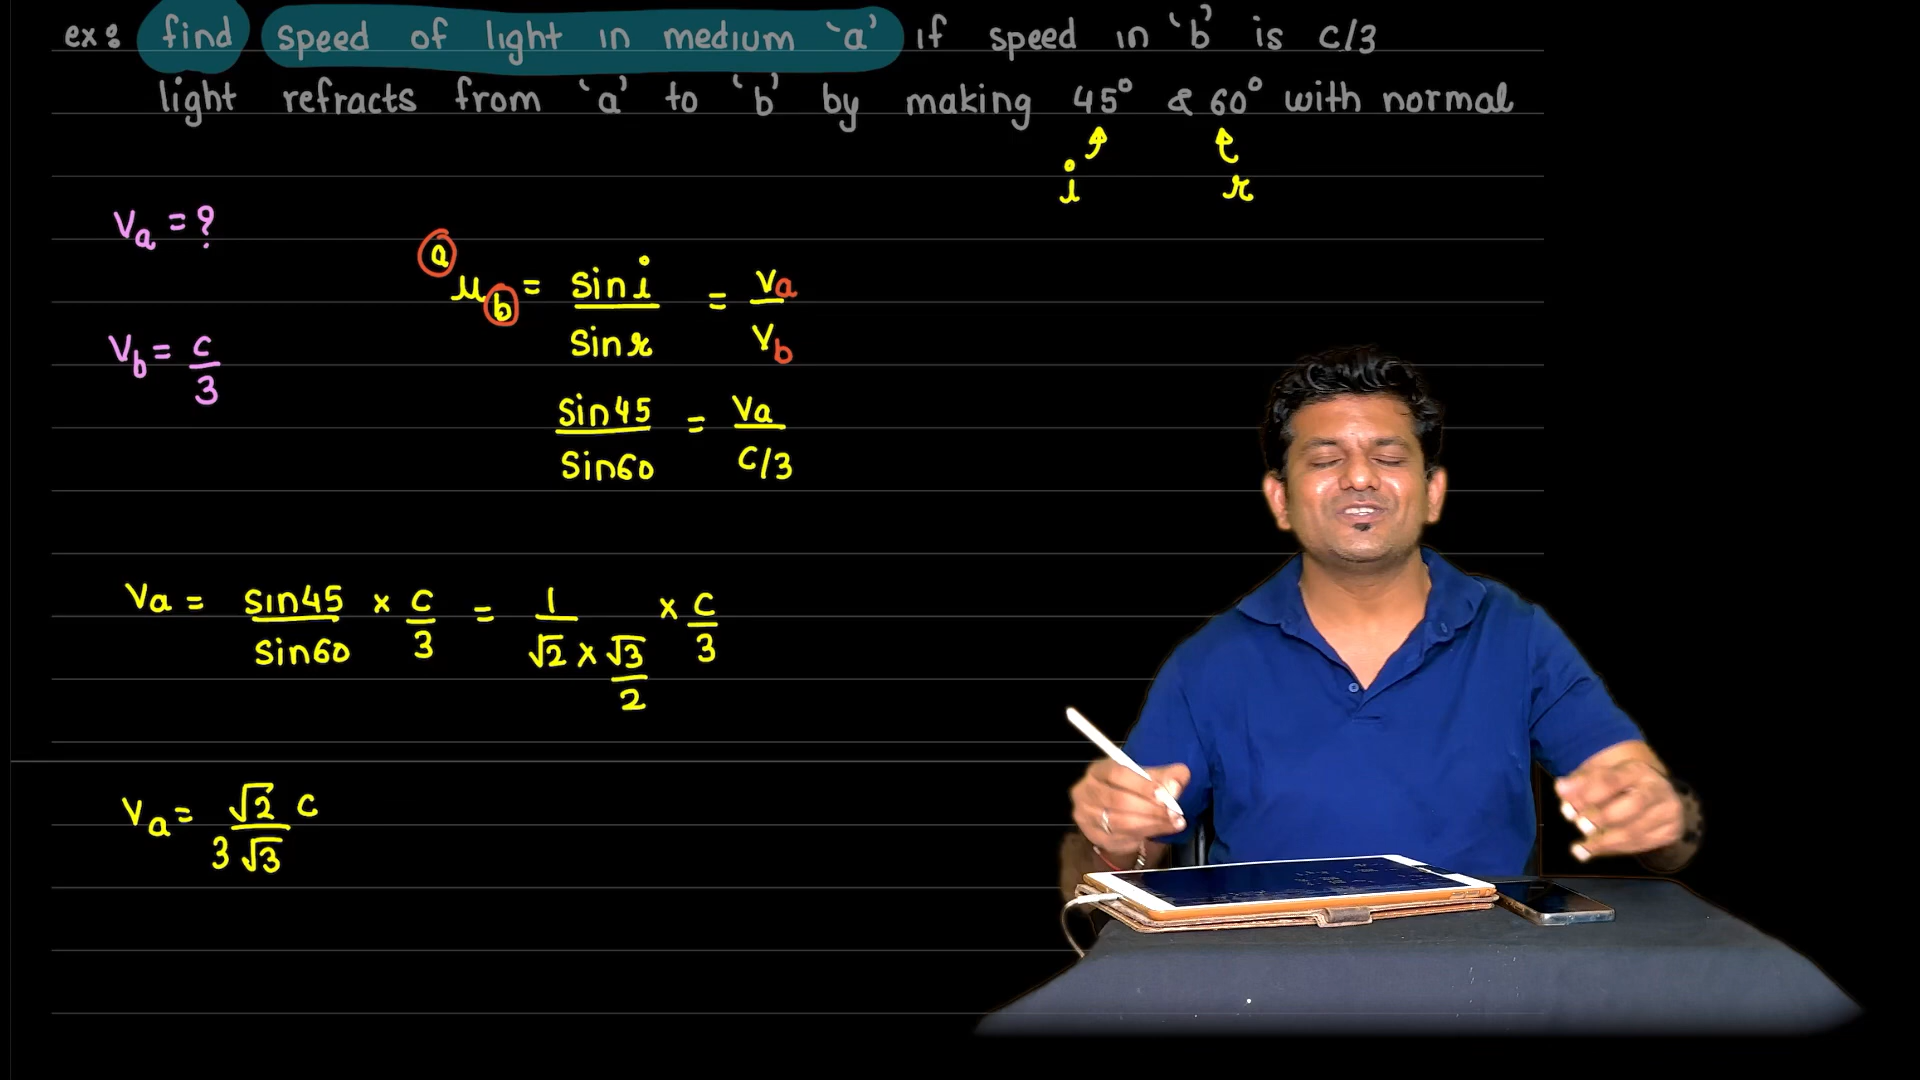 ex: find speed of light in medium 'a' if speed in 'b' is c/3
light refracts from 'a' to 'b' by making 45° & 60° with normal
i r
Va = ?
aμb = sin i / sin r = Va / Vb
Vb = c/3
sin45 / sin60 = Va / c/3
Va = sin45 / sin60 × c/3 = 1 / √2 × √3/2 × c/3
Va = √2 c / 3√3